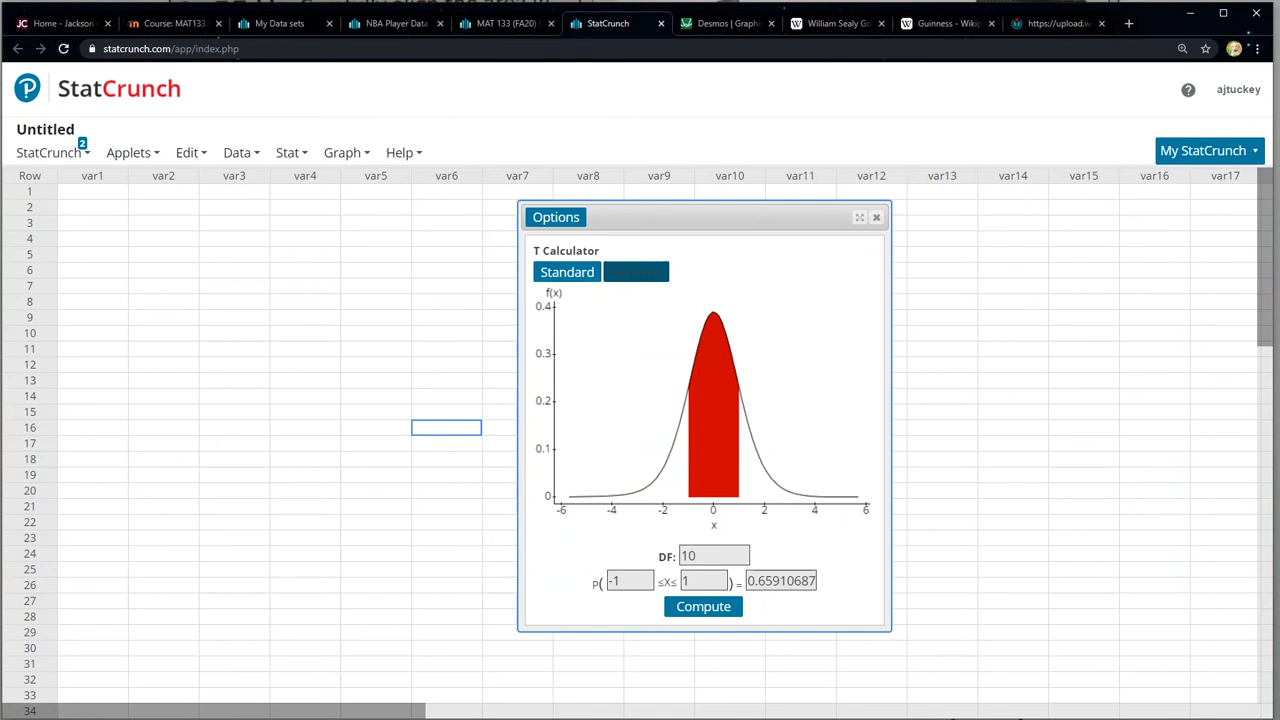 Home - Jackson
Course: MAT133.
My Data sets
NBA Player Data
MAT 133 (FA20)
StatCrunch
Desmos | Graph
William Sealy Go
Guinness - Wikip
https://upload.w
statcrunch.com/app/index.php
StatCrunch
ajtuckey
Untitled
2
StatCrunch Applets Edit Data Stat Graph Help
My StatCrunch
Row var1 var2 var3 var4 var5 var6 var7 var8 var9 var10 var11 var12 var13 var14 var15 var16 var17
1
2
3
4
5
6
7
8
9
10
11
12
13
14
15
16
17
18
19
20
21
22
23
24
25
26
27
28
29
30
31
32
33
34
Options
T Calculator
Standard
f(x)
0.4
0.3
0.2
0.1
0
-6 -4 -2 0 2 4 6
x
DF: 10
P( -1 ≤X≤ 1 ) = 0.65910687
Compute